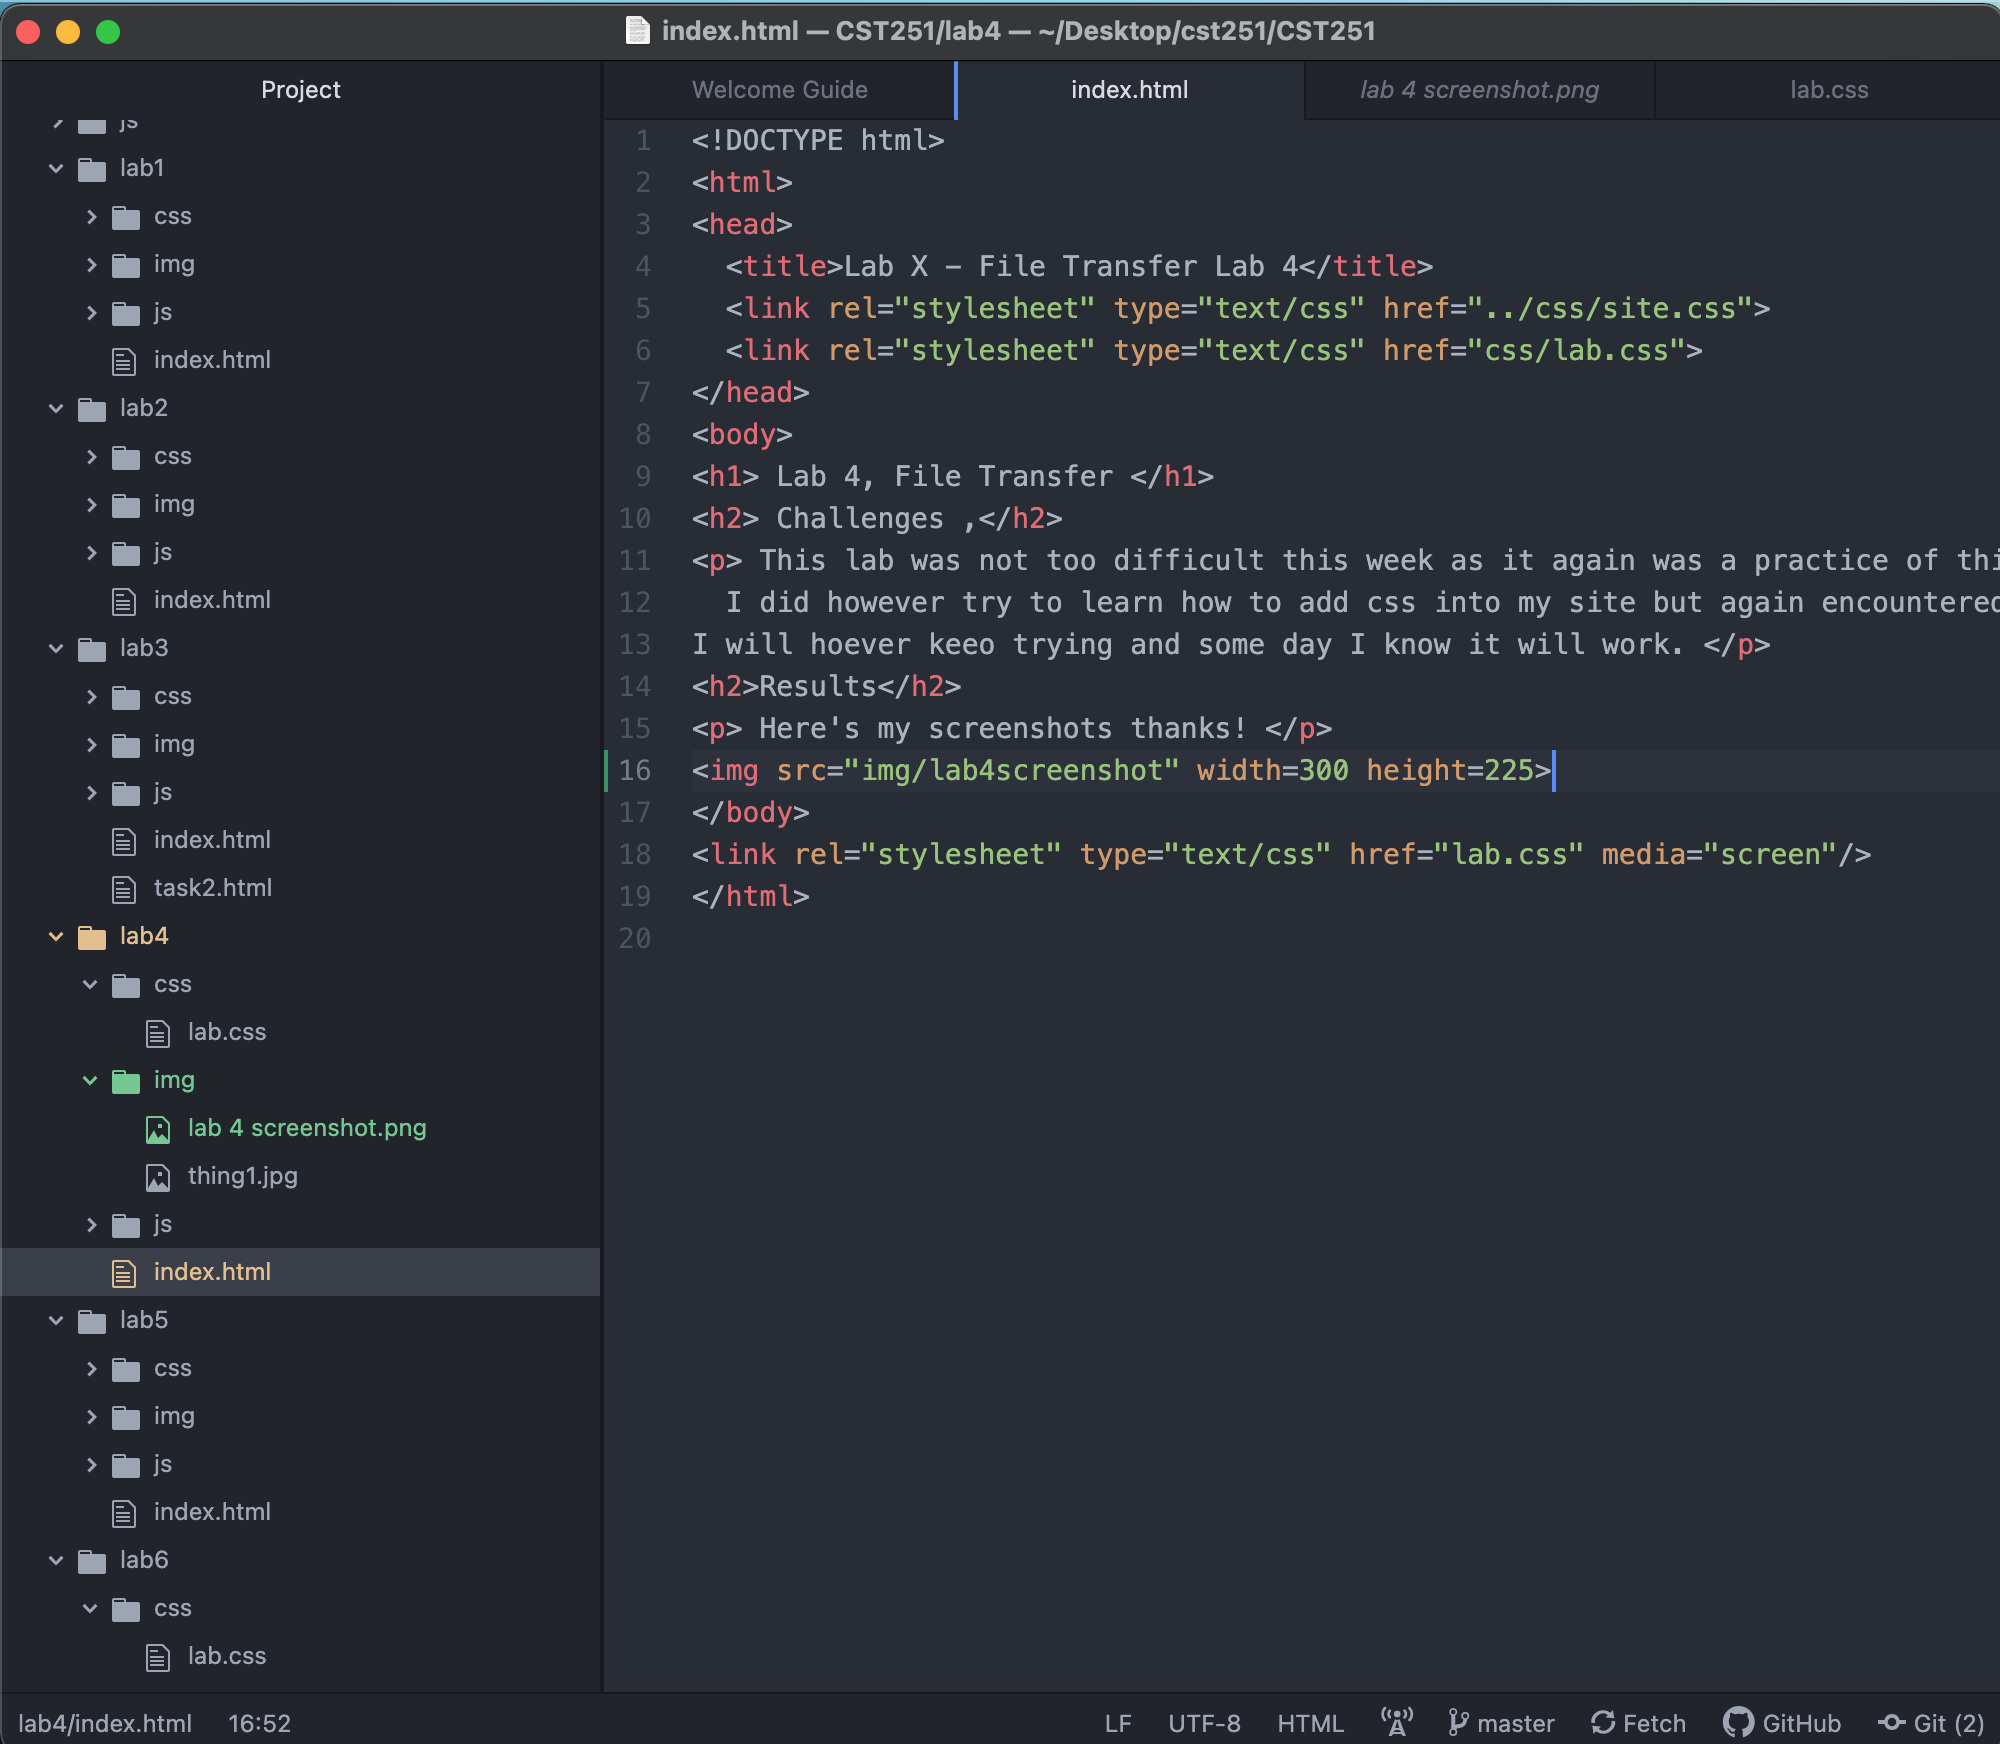 index.html — CST251/lab4 — ~/Desktop/cst251/CST251
Project
js
lab1
css
img
js
index.html
lab2
css
img
js
index.html
lab3
css
img
js
index.html
task2.html
lab4
css
lab.css
img
lab 4 screenshot.png
thing1.jpg
js
index.html
lab5
css
img
js
index.html
lab6
css
lab.css
Welcome Guide
index.html
lab 4 screenshot.png
lab.css
1 <!DOCTYPE html>
2 <html>
3 <head>
4 <title>Lab X - File Transfer Lab 4</title>
5 <link rel="stylesheet" type="text/css" href="../css/site.css">
6 <link rel="stylesheet" type="text/css" href="css/lab.css">
7 </head>
8 <body>
9 <h1> Lab 4, File Transfer </h1>
10 <h2> Challenges ,</h2>
11 <p> This lab was not too difficult this week as it again was a practice of thi
12 I did however try to learn how to add css into my site but again encountered
13 I will hoever keeo trying and some day I know it will work. </p>
14 <h2>Results</h2>
15 <p> Here's my screenshots thanks! </p>
16 <img src="img/lab4screenshot" width=300 height=225>
17 </body>
18 <link rel="stylesheet" type="text/css" href="lab.css" media="screen"/>
19 </html>
20
lab4/index.html 16:52 LF UTF-8 HTML master Fetch GitHub Git (2)